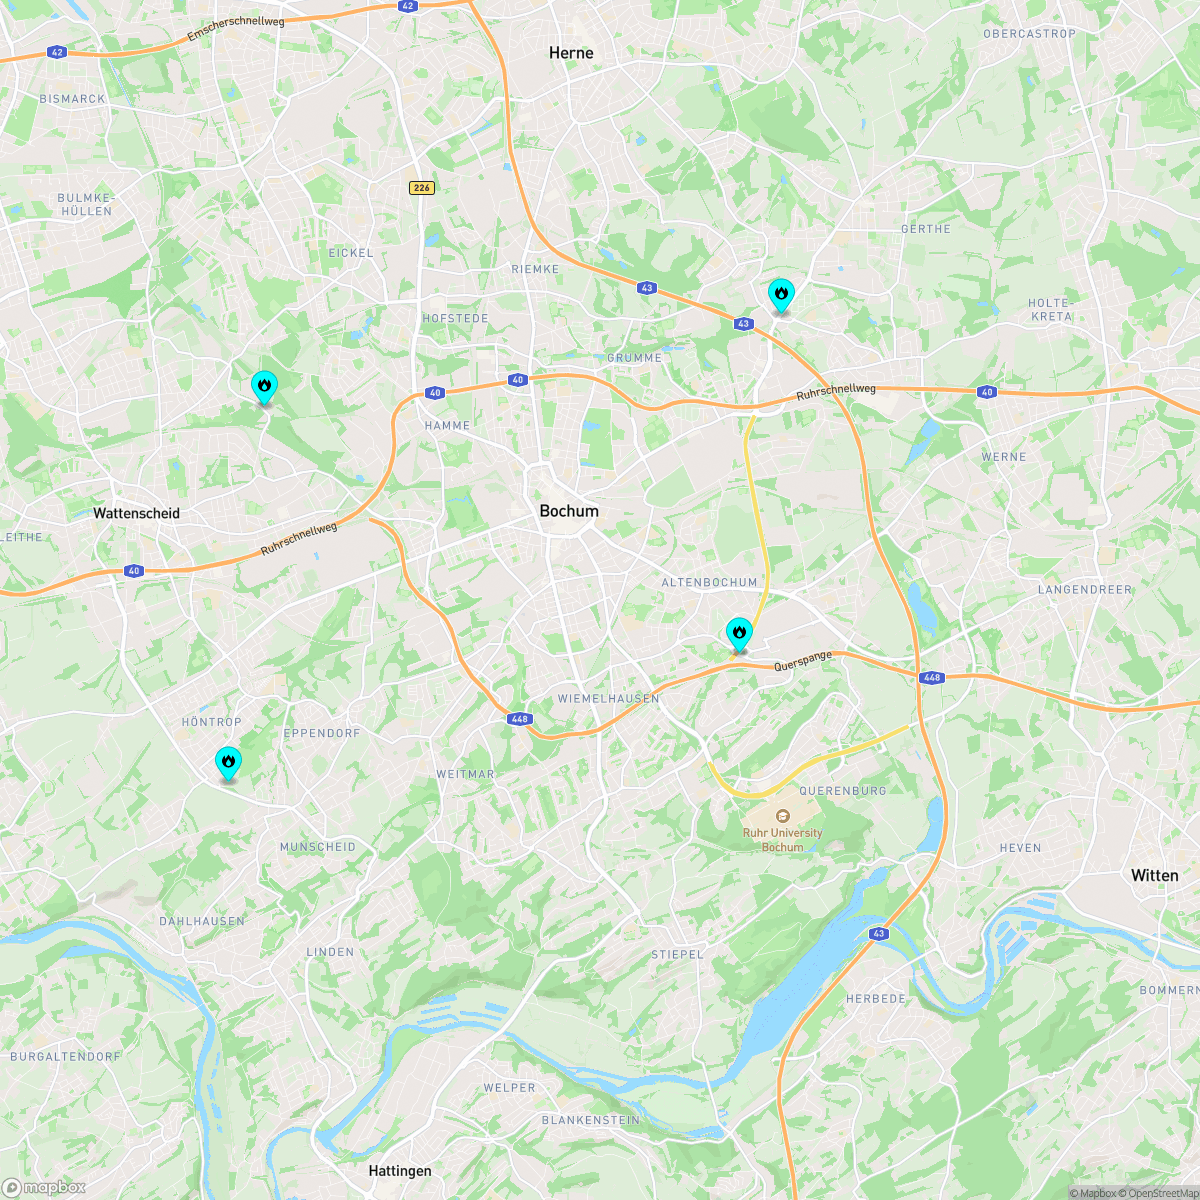 42
Emscherschnellweg
42
Herne
OBERCASTROP
BISMARCK
226
BULMKE-
HÜLLEN
GERTHE
EICKEL
RIEMKE
43
HOLTE-
KRETA
HOFSTEDE
43
GRUMME
40
40
Ruhrschnellweg
40
HAMME
WERNE
Wattenscheid
Bochum
LEITHE
Ruhrschnellweg
40
ALTENBOCHUM
LANGENDREER
Querspange
448
WIEMELHAUSEN
HÖNTROP
448
EPPENDORF
WEITMAR
QUERENBURG
Ruhr University
Bochum
MUNSCHEID
HEVEN
Witten
DAHLHAUSEN
43
LINDEN
STIEPEL
BOMMERN
HERBEDE
BURGALTENDORF
WELPER
BLANKENSTEIN
Hattingen
mapbox
© Mapbox © OpenStreetMap